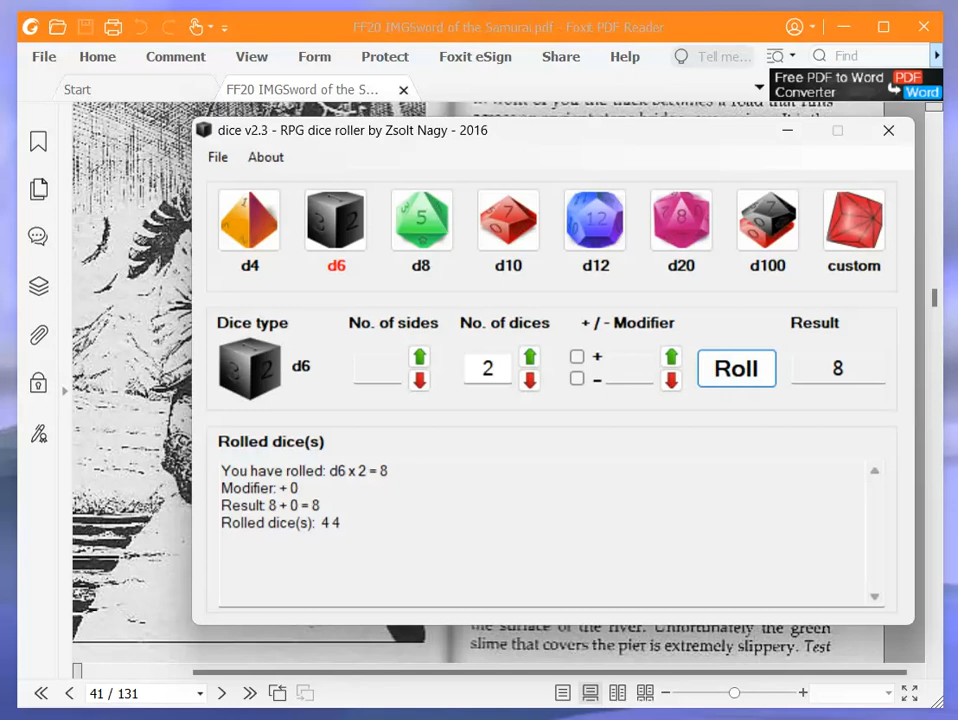 FF20 IMGSword of the Samurai.pdf - Foxit PDF Reader
File Home Comment View Form Protect Foxit eSign Share Help Tell me... Find
Start FF20 IMGSword of the S...
Free PDF to Word PDF
Converter Word
dice v2.3 - RPG dice roller by Zsolt Nagy - 2016
File About
d4 d6 d8 d10 d12 d20 d100 custom
Dice type No. of sides No. of dices + / - Modifier Result
d6 2 + - Roll 8
Rolled dice(s)
You have rolled: d6 x 2 = 8
Modifier: + 0
Result: 8 + 0 = 8
Rolled dice(s): 4 4
the surface of the river. Unfortunately the green
slime that covers the pier is extremely slippery. Test
41 / 131